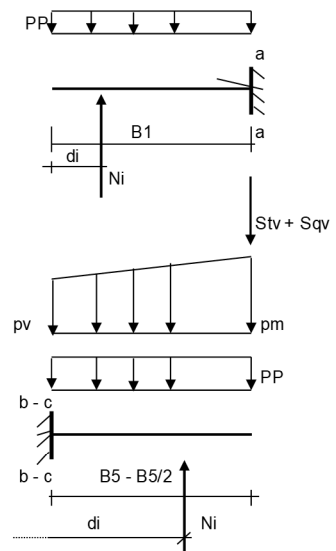 PP
a
B1
a
di
Ni
Stv + Sqv
pv
pm
PP
b - c
b - c
B5 - B5/2
di
Ni